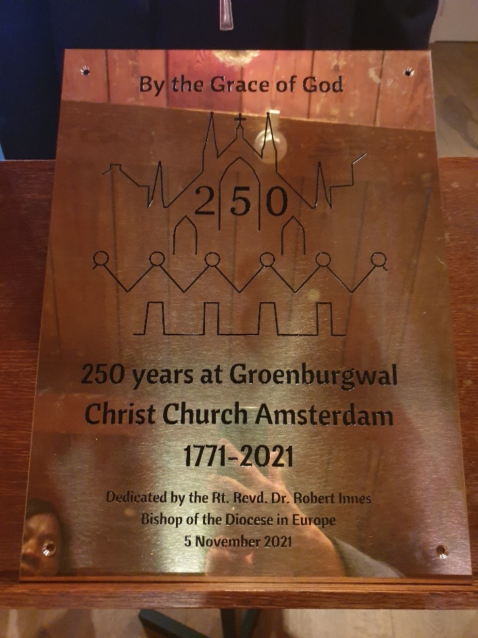 By the Grace of God
250
250 years at Groenburgwal
Christ Church Amsterdam
1771-2021
Dedicated by the Rt. Revd. Dr. Robert Innes
Bishop of the Diocese in Europe
5 November 2021